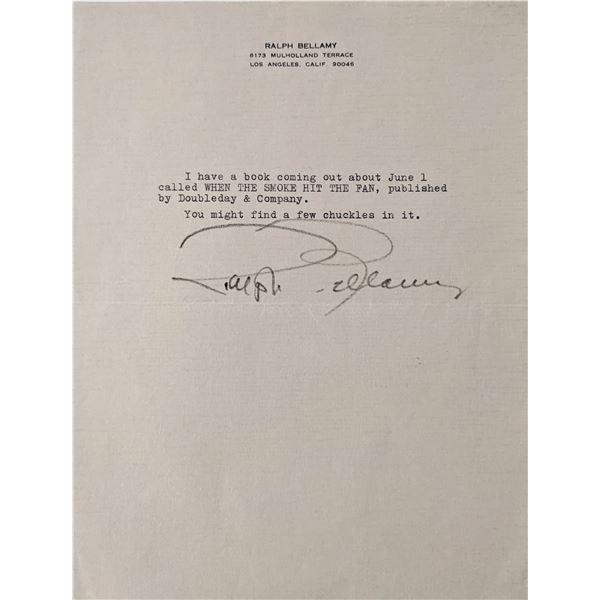 RALPH BELLAMY
8173 MULHOLLAND TERRACE
LOS ANGELES, CALIF. 90046
I have a book coming out about June 1
called WHEN THE SMOKE HIT THE FAN, published
by Doubleday & Company.
You might find a few chuckles in it.
Ralph Bellamy